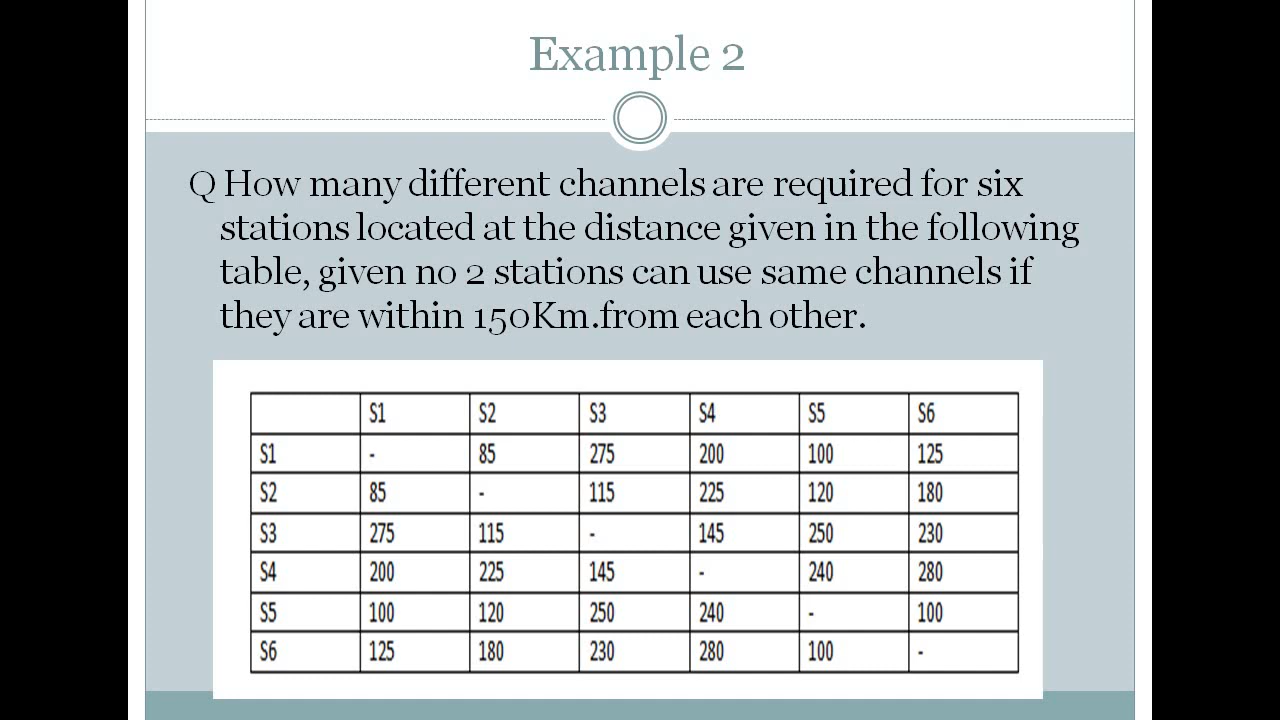 Example 2
Q How many different channels are required for six
stations located at the distance given in the following
table, given no 2 stations can use same channels if
they are within 150Km.from each other.
S1 S2 S3 S4 S5 S6
S1 - 85 275 200 100 125
S2 85 - 115 225 120 180
S3 275 115 - 145 250 230
S4 200 225 145 - 240 280
S5 100 120 250 240 - 100
S6 125 180 230 280 100 -